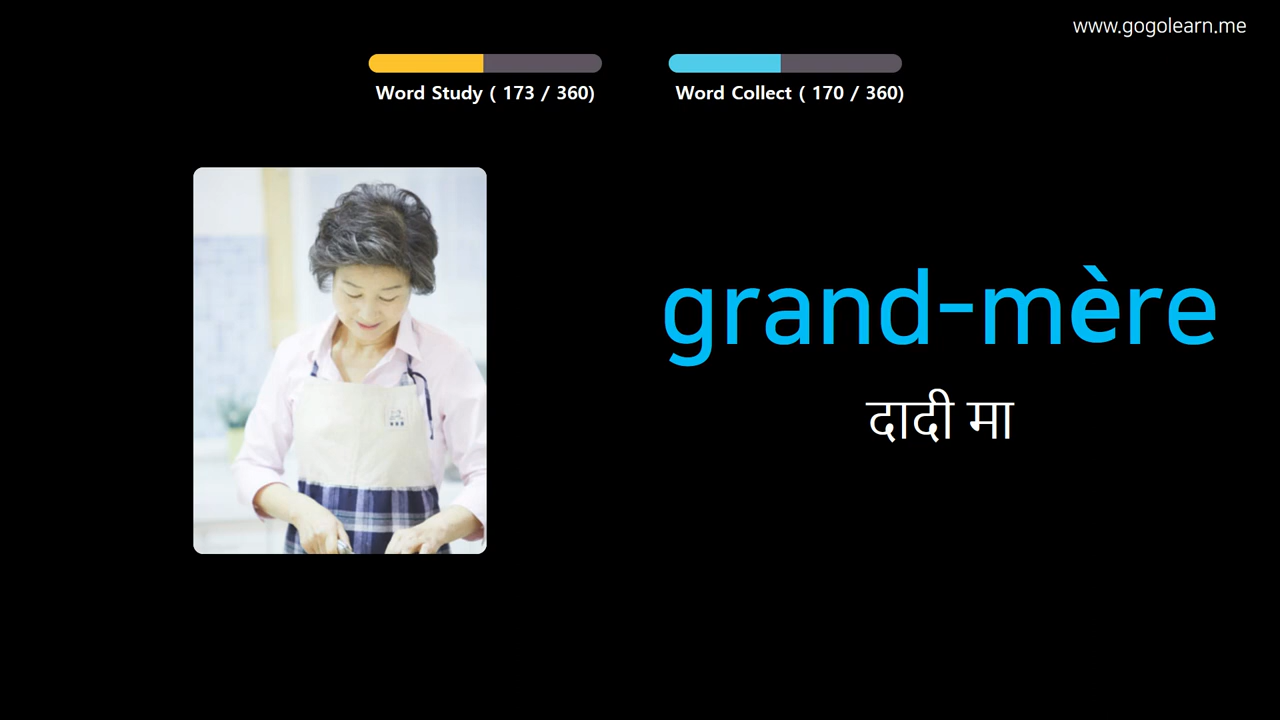 www.gogolearn.me
Word Study ( 173 / 360)
Word Collect ( 170 / 360)
grand-mère
दादी मा